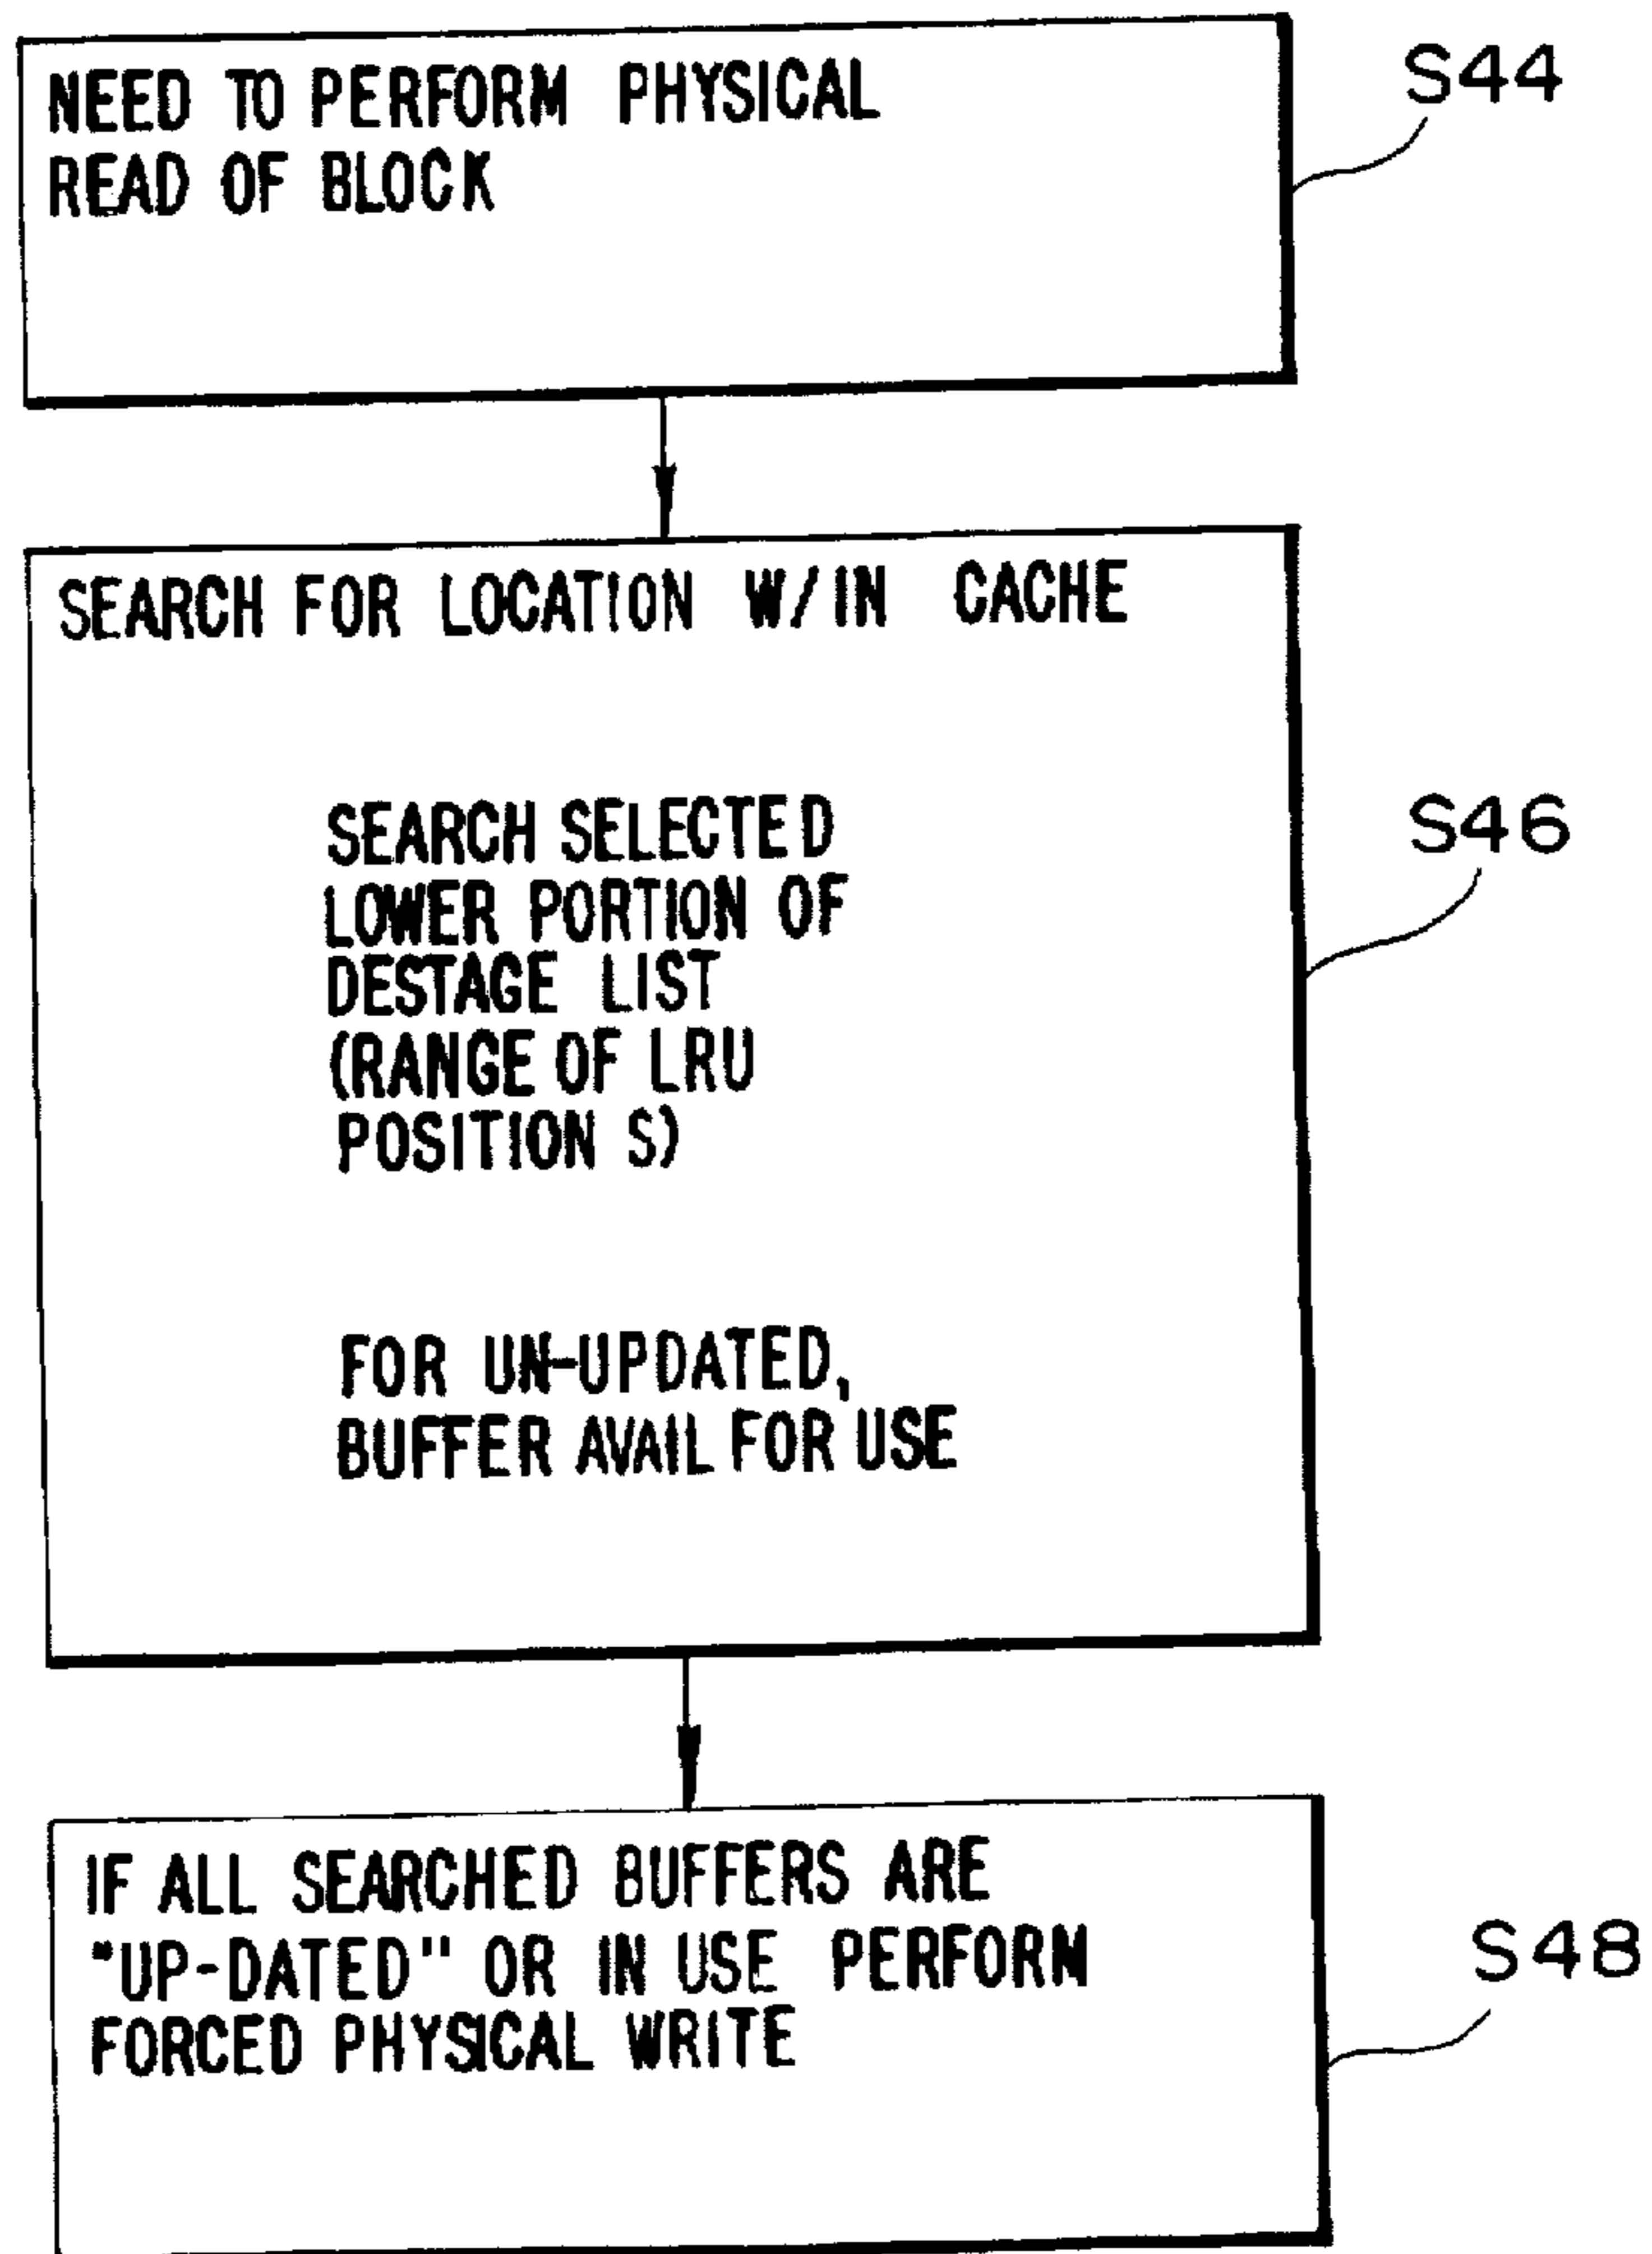 NEED TO PERFORM PHYSICAL
READ OF BLOCK
S44
SEARCH FOR LOCATION W/IN CACHE
SEARCH SELECTED
LOWER PORTION OF
DESTAGE LIST
(RANGE OF LRU
POSITION S)
S46
FOR UN-UPDATED,
BUFFER AVAIL FOR USE
IF ALL SEARCHED BUFFERS ARE
"UP-DATED" OR IN USE PERFORM
FORCED PHYSICAL WRITE
S48